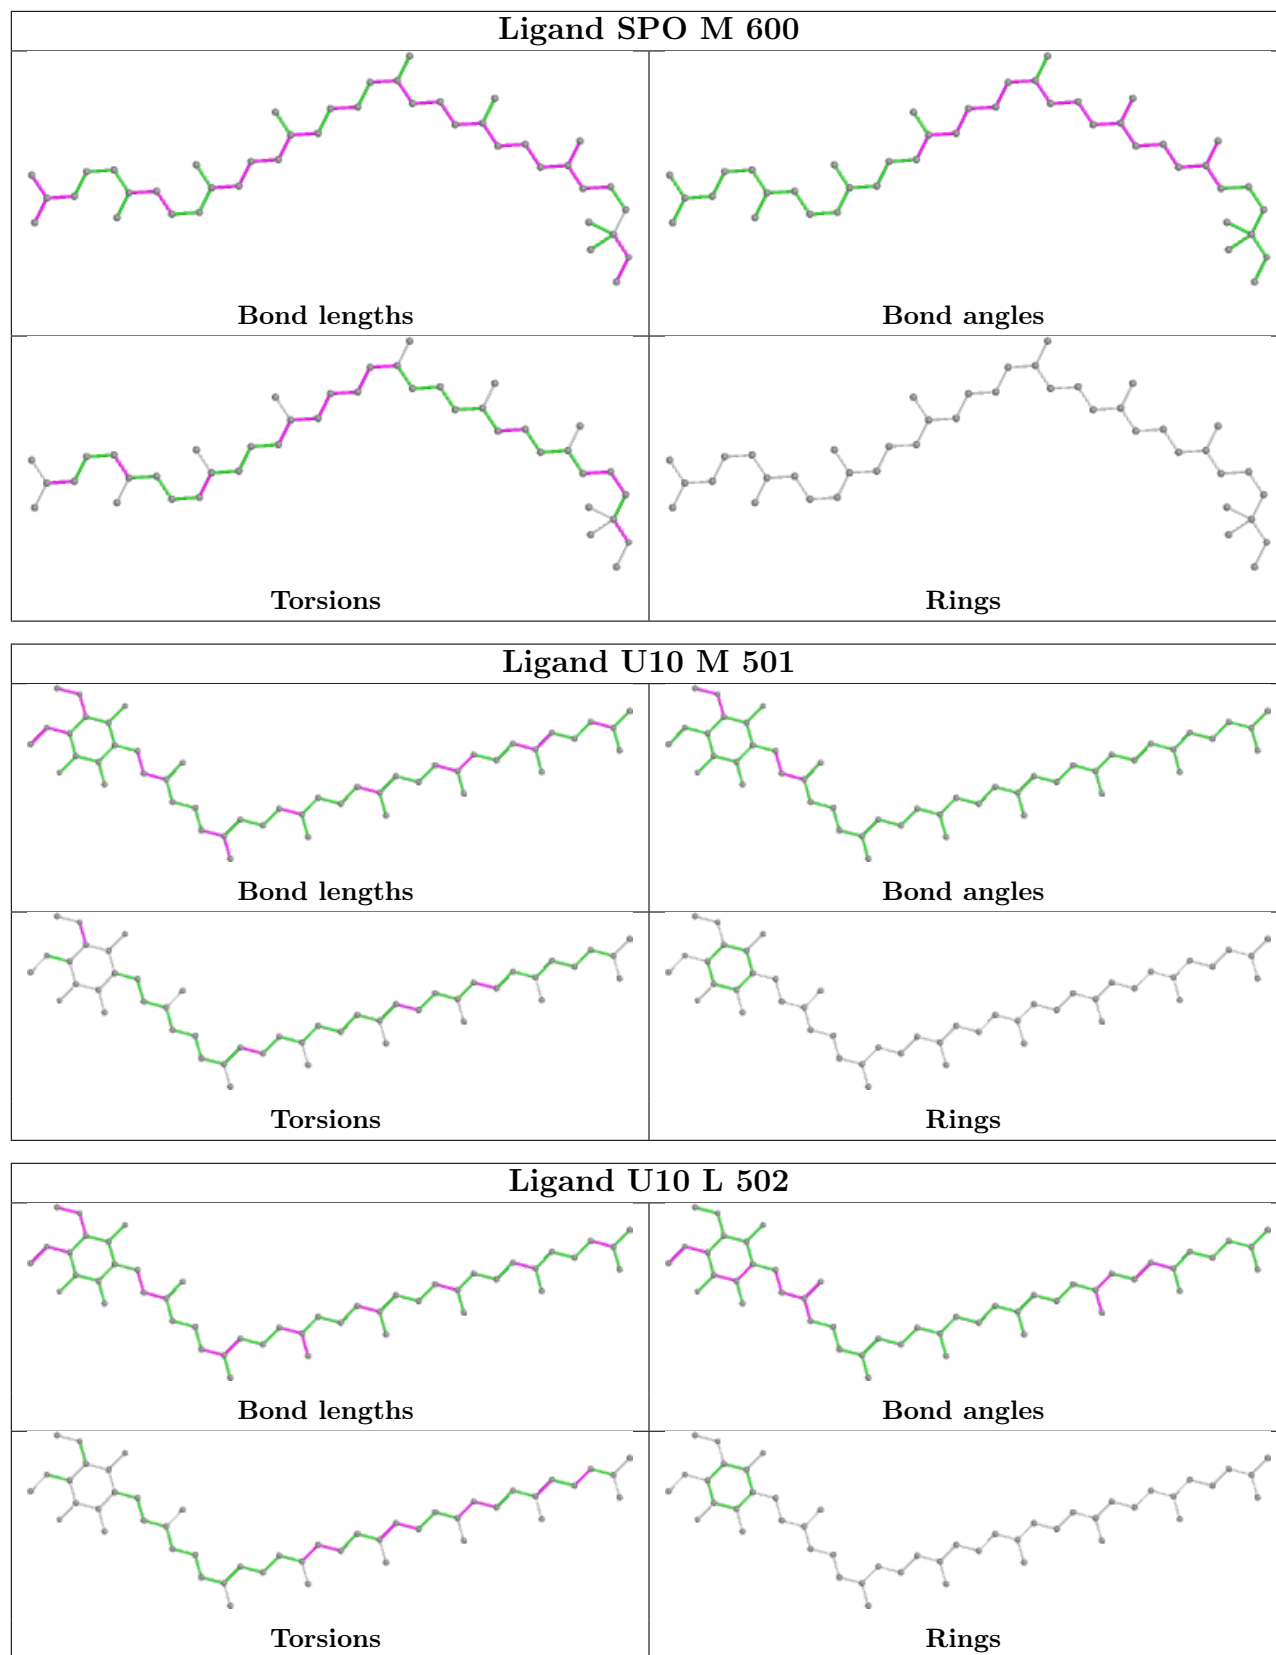 Ligand SPO M 600
Bond lengths
Bond angles
Torsions
Rings
Ligand U10 M 501
Bond lengths
Bond angles
Torsions
Rings
Ligand U10 L 502
Bond lengths
Bond angles
Torsions
Rings